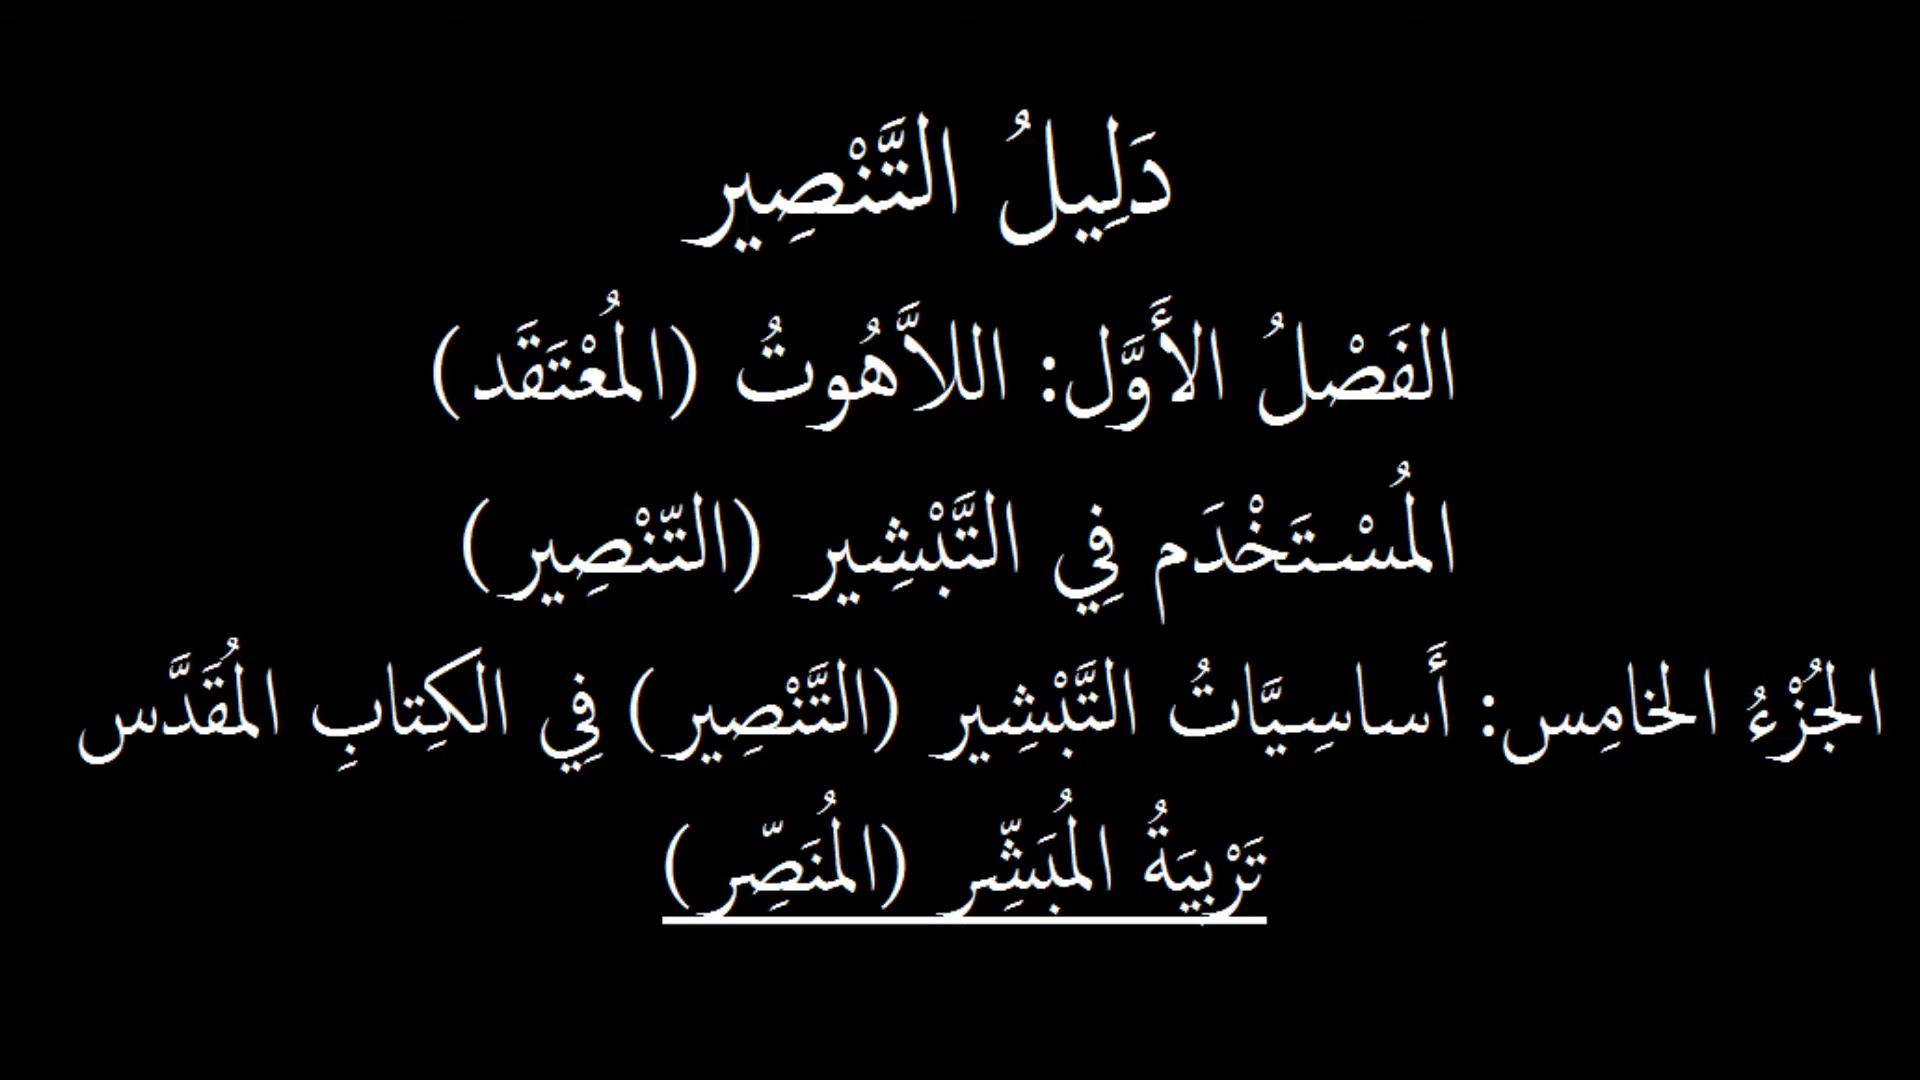 دَلِيلُ التَّنْصِير
الفَصْلُ الأَوَّل: اللاَّهُوتُ (المُعْتَقَد)
المُسْتَخْدَم فِي التَّبْشِير (التّنْصِير)
الجُزْءُ الخامِس: أَساسِيَّاتُ التَّبْشِير (التَّنْصِير) فِي الكِتابِ المُقَدَّس
تَرْبِيَةُ المُبَشِّر (المُنَصِّر)